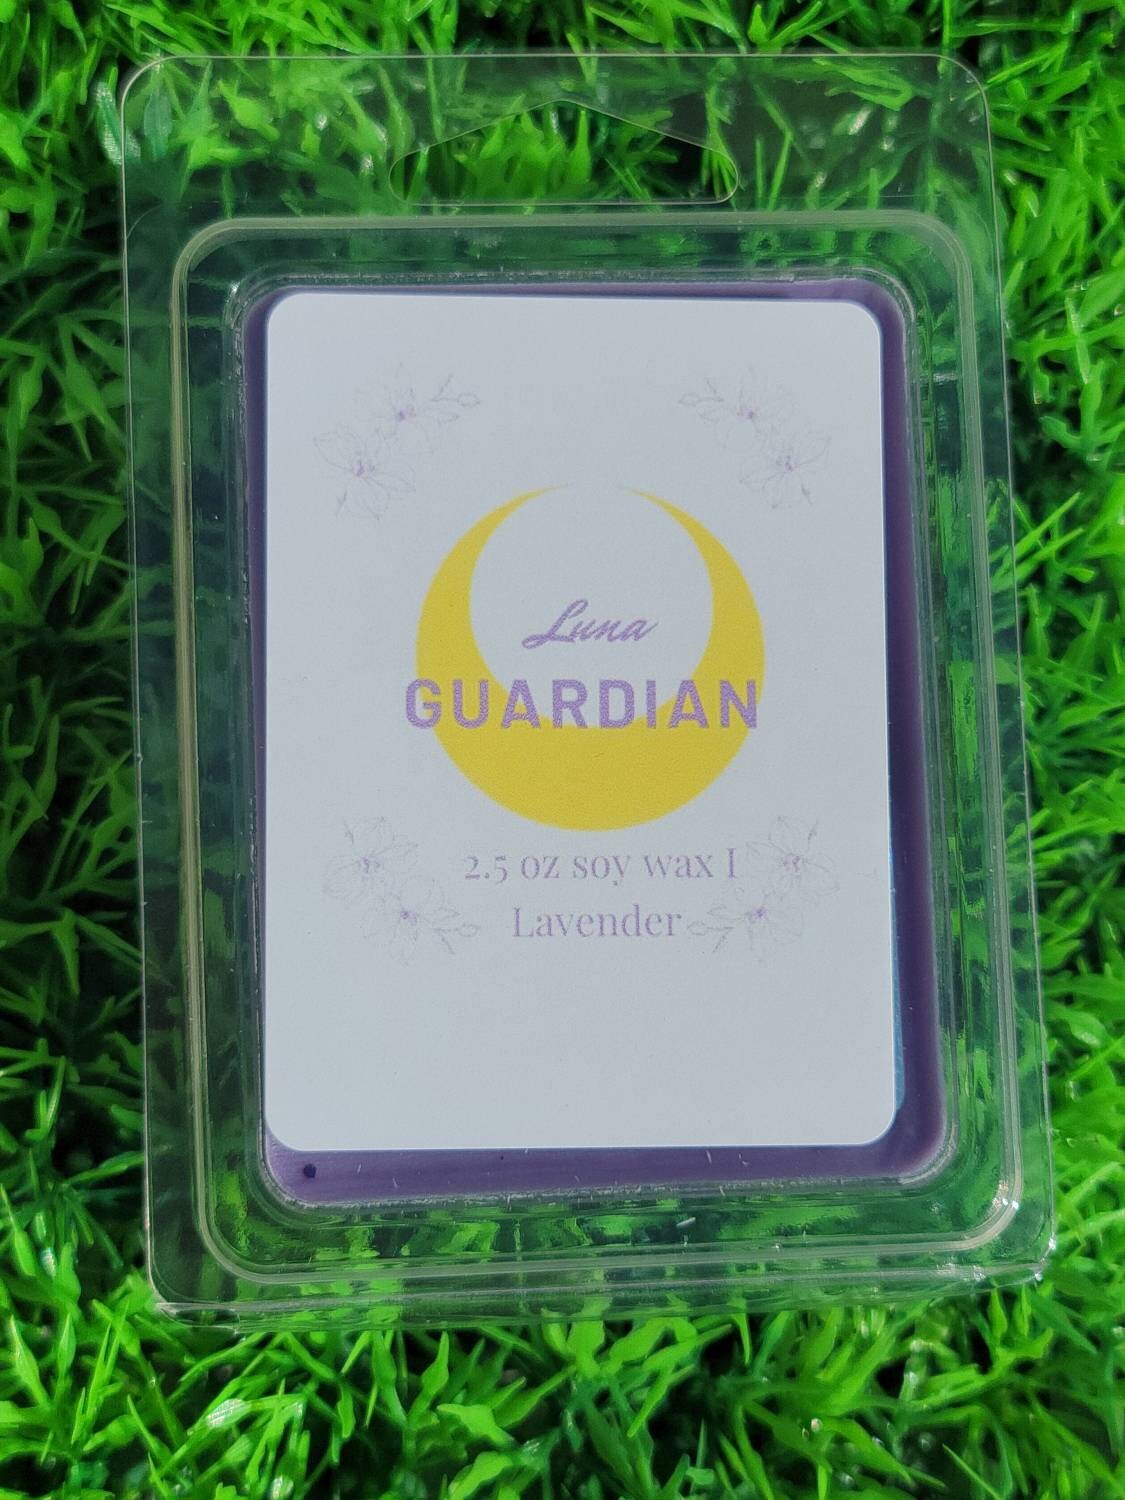 Luna
GUARDIAN
2.5 oz soy wax I
Lavender